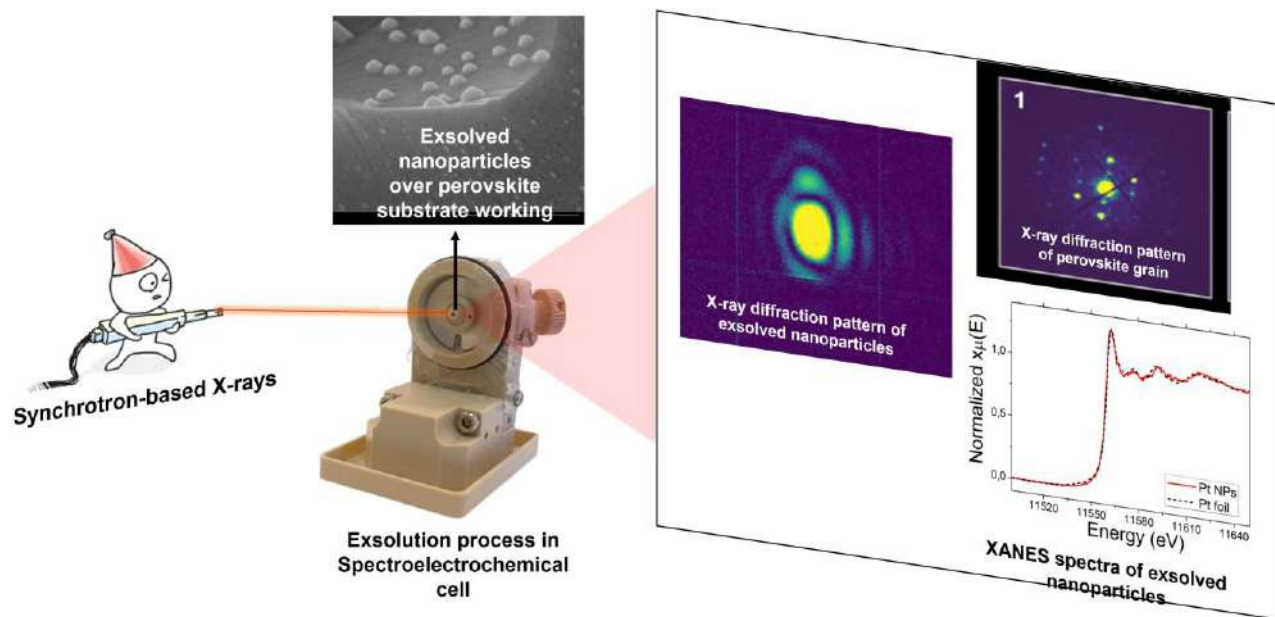 Synchrotron-based X-rays
Exsolved
nanoparticles
over perovskite
substrate working
Exsolution process in
Spectroelectrochemical
cell
X-ray diffraction pattern of
exsolved nanoparticles
1
X-ray diffraction pattern
of perovskite grain
Normalized xμ(E)
1,0
0,5
0,0
Pt NPs
Pt foil
11520
11550
11580
11610
11640
Energy (eV)
XANES spectra of exsolved
nanoparticles